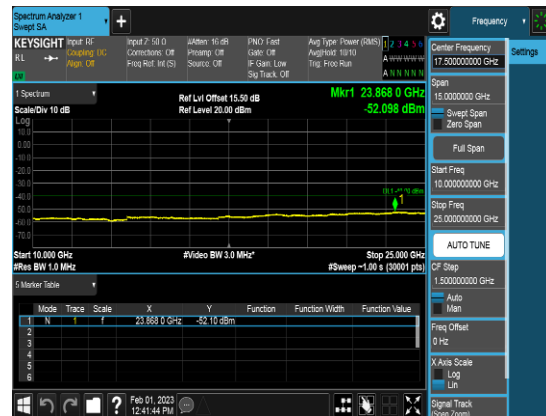 Spectrum Analyzer 1
Swept SA
+
Frequency
KEYSIGHT
RL
Input: RF
Coupling: DC
Align: Off
Input Z: 50 Ω
Corrections: Off
Freq Ref: Int (S)
#Atten: 16 dB
Preamp: Off
Source: Off
PNO: Fast
Gate: Off
IF Gain: Low
Sig Track: Off
Avg Type: Power (RMS)
Avg|Hold: 10/10
Trig: Free Run
1 2 3 4 5 6
A W W W W W
A N N N N N
1 Spectrum
Scale/Div 10 dB
Ref Lvl Offset 15.50 dB
Ref Level 20.00 dBm
Mkr1 23.868 0 GHz
-52.098 dBm
Log
10.0
0.00
-10.0
-20.0
-30.0
-40.0
-50.0
-60.0
-70.0
1
Start 10.000 GHz
#Res BW 1.0 MHz
#Video BW 3.0 MHz*
Stop 25.000 GHz
#Sweep ~1.00 s (30001 pts)
5 Marker Table
Mode Trace Scale X Y Function Function Width Function Value
1 N 1 f 23.868 0 GHz -52.10 dBm
2
3
4
5
6
Feb 01, 2023
12:41:44 PM
?
Center Frequency
17.500000000 GHz
Span
15.0000000 GHz
Swept Span
Zero Span
Full Span
Start Freq
10.000000000 GHz
Stop Freq
25.000000000 GHz
AUTO TUNE
CF Step
1.500000000 GHz
Auto
Man
Freq Offset
0 Hz
X Axis Scale
Log
Lin
Signal Track
(Span Zoom)
Settings